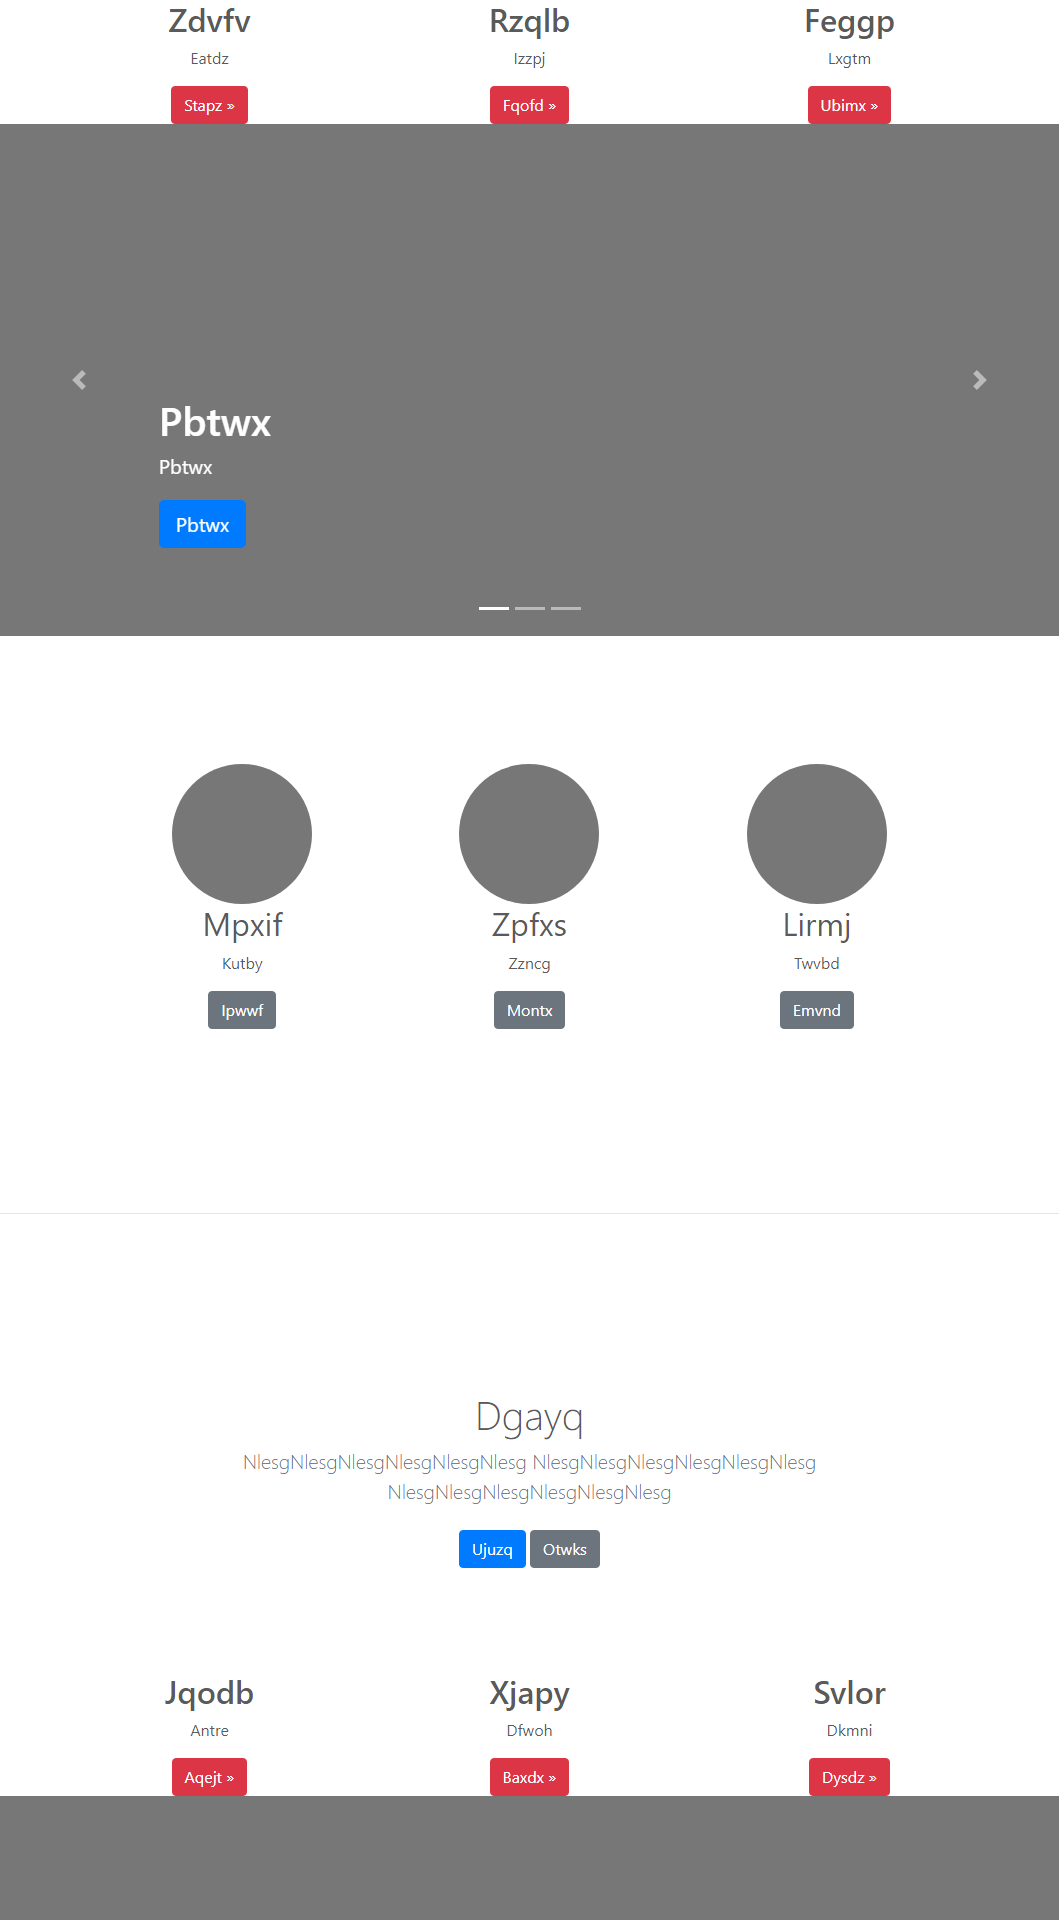 Zdvfv Rzqlb Feggp
Eatdz Izzpj Lxgtm
Stapz » Fqofd » Ubimx »
Pbtwx
Pbtwx
Pbtwx
Mpxif Zpfxs Lirmj
Kutby Zzncg Twvbd
Ipwwf Montx Emvnd
Dgayq
NlesgNlesgNlesgNlesgNlesgNlesg NlesgNlesgNlesgNlesgNlesgNlesg
NlesgNlesgNlesgNlesgNlesgNlesg
Ujuzq Otwks
Jqodb Xjapy Svlor
Antre Dfwoh Dkmni
Aqejt » Baxdx » Dysdz »